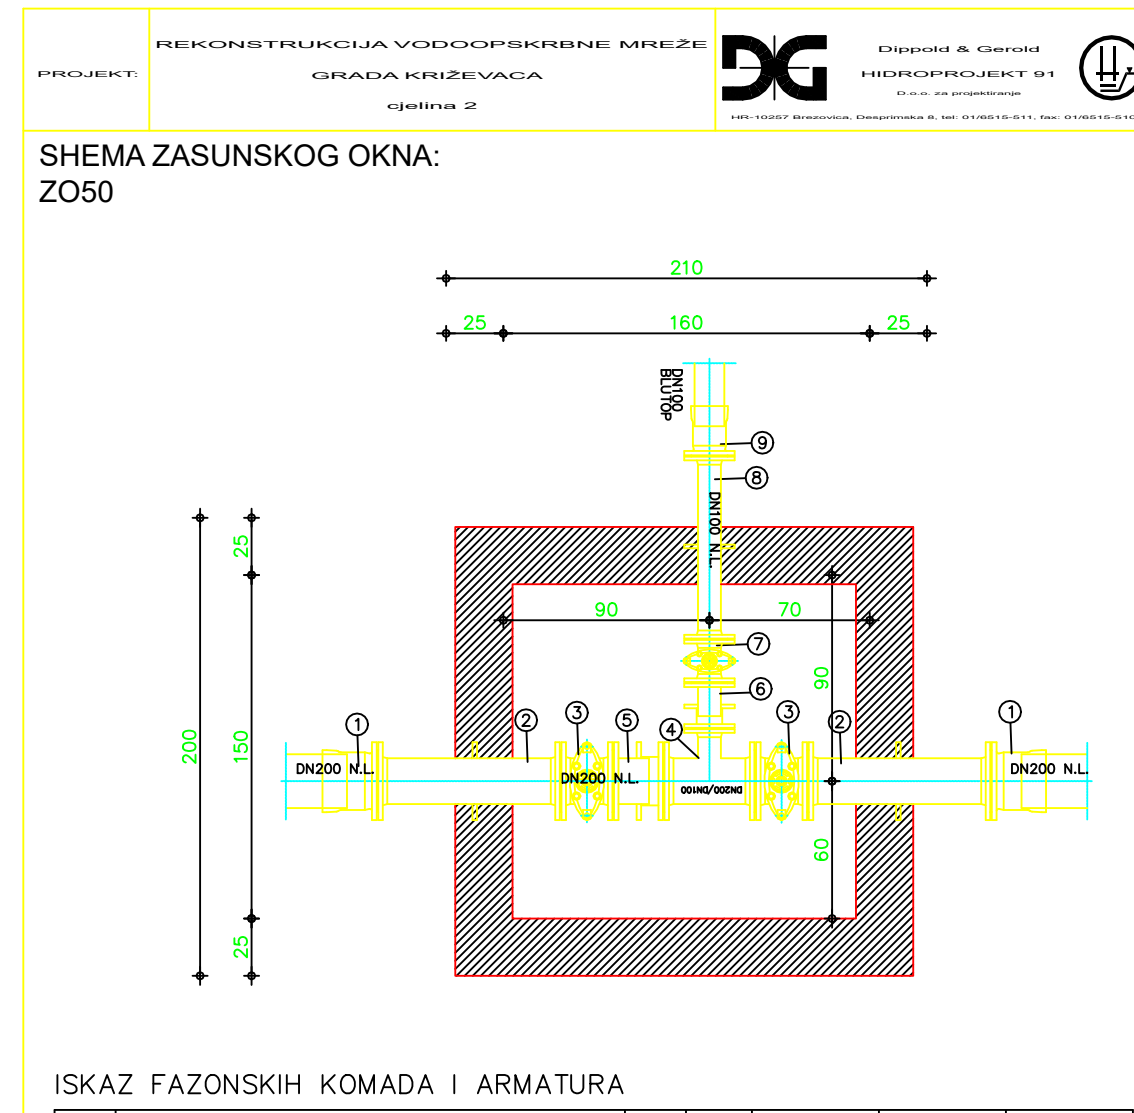 PROJEKT:
REKONSTRUKCIJA VODOOPSKRBNE MREŽE
GRADA KRIŽEVACA
cjelina 2
DG
Dippold & Gerold
HIDROPROJEKT 91
D.o.o. za projektiranje
HR-10257 Brezovica, Desprimska 8, tel: 01/6515-511, fax: 01/6515-510
SHEMA ZASUNSKOG OKNA:
ZO50
210
25
160
25
DN100
BLUTOP
9
8
DN100 N.L.
25
90
70
7
6
90
200
150
1
2
3
5
4
3
2
1
DN200 N.L.
DN200 N.L.
DN200/DN100
DN200 N.L.
60
25
ISKAZ FAZONSKIH KOMADA I ARMATURA